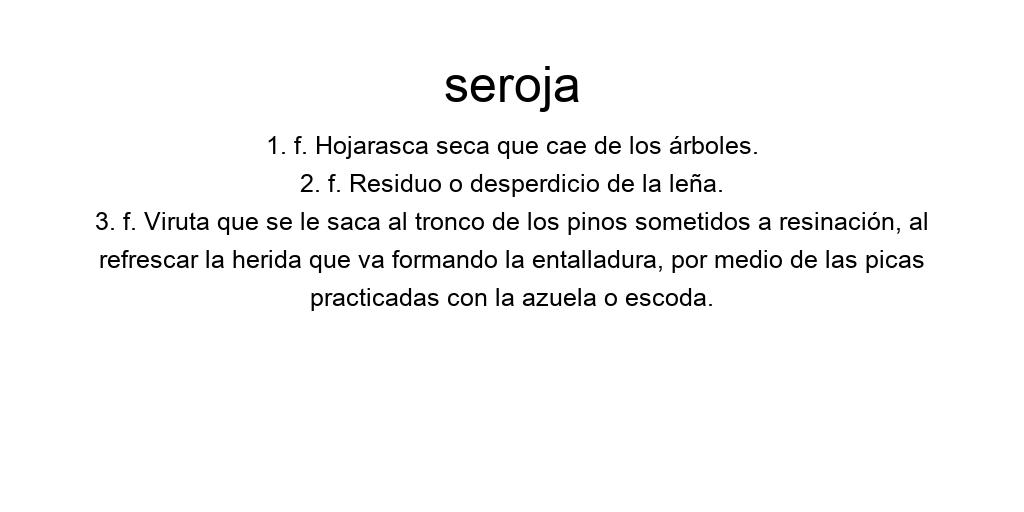 seroja
1. f. Hojarasca seca que cae de los árboles.
2. f. Residuo o desperdicio de la leña.
3. f. Viruta que se le saca al tronco de los pinos sometidos a resinación, al
refrescar la herida que va formando la entalladura, por medio de las picas
practicadas con la azuela o escoda.